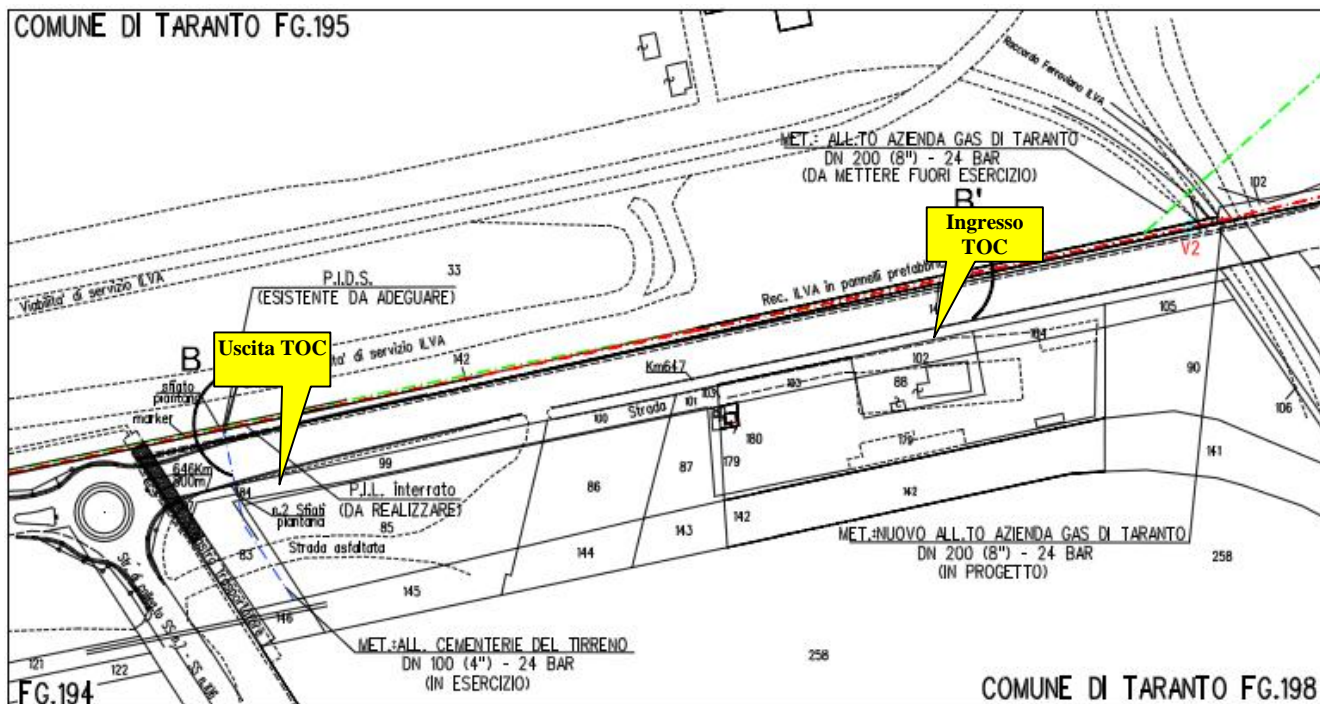 COMUNE DI TARANTO FG.195
Raccordo Ferroviario ILVA
MET.: ALL.TO AZIENDA GAS DI TARANTO
DN 200 (8") - 24 BAR
(DA METTERE FUORI ESERCIZIO)
102
B'
Ingresso
TOC
V2
P.I.D.S.
33
(ESISTENTE DA ADEGUARE)
Viabilita' di servizio ILVA
Rec. ILVA in pannelli
B
Uscita TOC
di servizio ILVA
142
sfiato
piantana
marker
Km647
102
104
105
103
88
90
100
Strada
101
103
180
179
179
106
141
646Km
800m
99
84
P.I.L. Interrato
(DA REALIZZARE)
n.2 Sfiati
piantana
85
86
87
142
142
83
Strada asfaltata
144
143
MET.:NUOVO ALL.TO AZIENDA GAS DI TARANTO
DN 200 (8") - 24 BAR
(IN PROGETTO)
258
145
146
MET.:ALL. CEMENTERIE DEL TIRRENO
DN 100 (4") - 24 BAR
(IN ESERCIZIO)
258
121
122
FG.194
COMUNE DI TARANTO FG.198